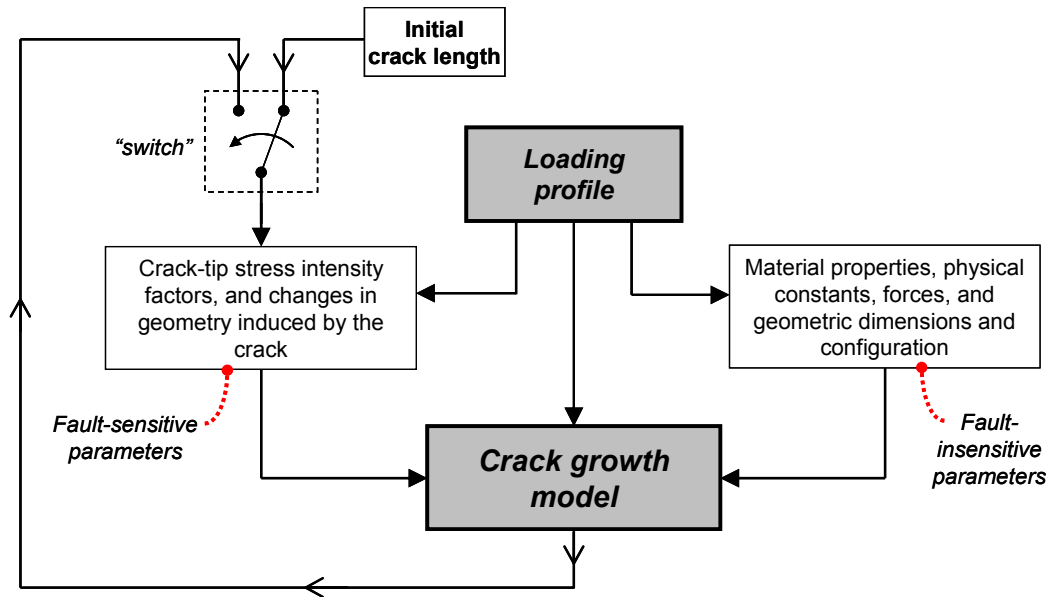 Initial
crack length
“switch”
Loading
profile
Crack-tip stress intensity
factors, and changes in
geometry induced by the
crack
Material properties, physical
constants, forces, and
geometric dimensions and
configuration
Fault-sensitive
parameters
Fault-
insensitive
parameters
Crack growth
model